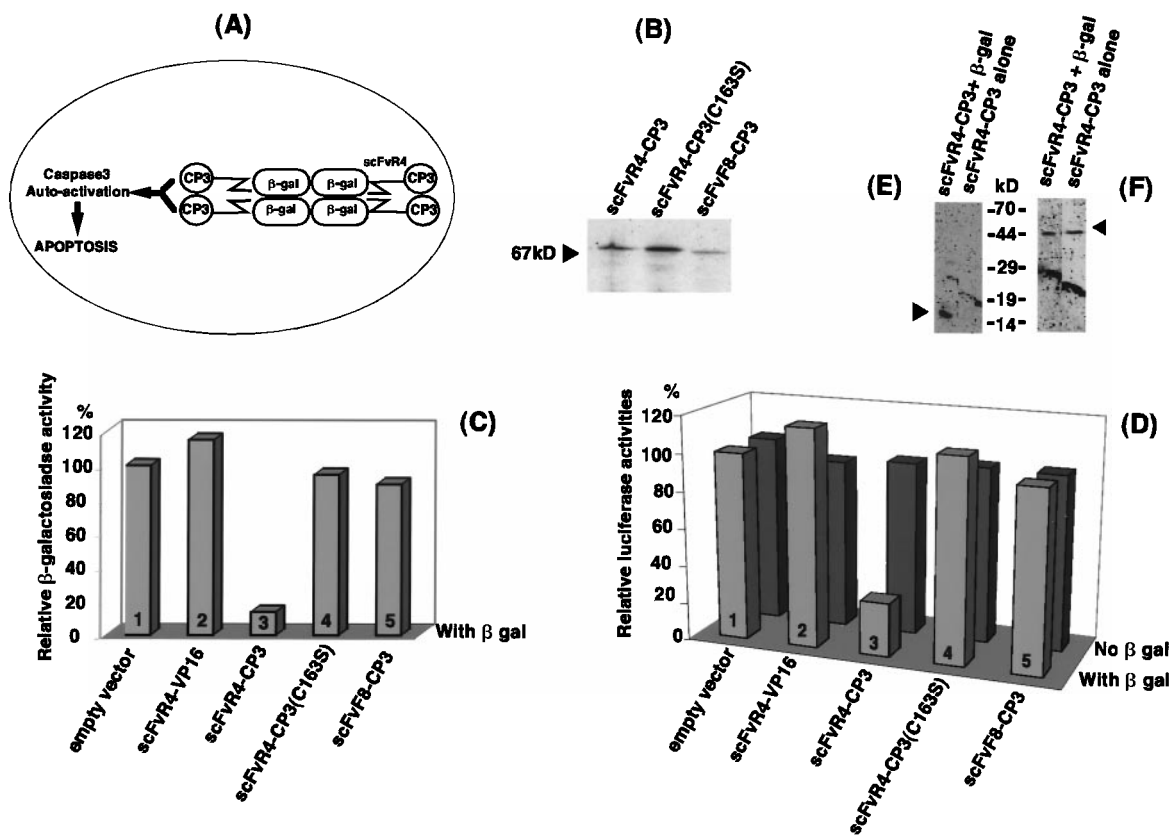 (A)
Caspase3
Auto-activation
APOPTOSIS
CP3
CP3
β-gal
β-gal
β-gal
β-gal
scFvR4
CP3
CP3
(B)
scFvR4-CP3
scFvR4-CP3(C163S)
scFvF8-CP3
67kD
(E)
scFvR4-CP3+ β-gal
scFvR4-CP3 alone
kD
-70-
-44-
-29-
-19-
-14-
scFvR4-CP3 + β-gal
scFvR4-CP3 alone
(F)
(C)
%
Relative β-galactosladse activity
120
100
80
60
40
20
0
1
2
3
4
5
With β gal
empty vector
scFvR4-VP16
scFvR4-CP3
scFvR4-CP3(C163S)
scFvF8-CP3
(D)
%
Relative luciferase activities
120
100
80
60
40
20
0
1
2
3
4
5
No β gal
With β gal
empty vector
scFvR4-VP16
scFvR4-CP3
scFvR4-CP3(C163S)
scFvF8-CP3